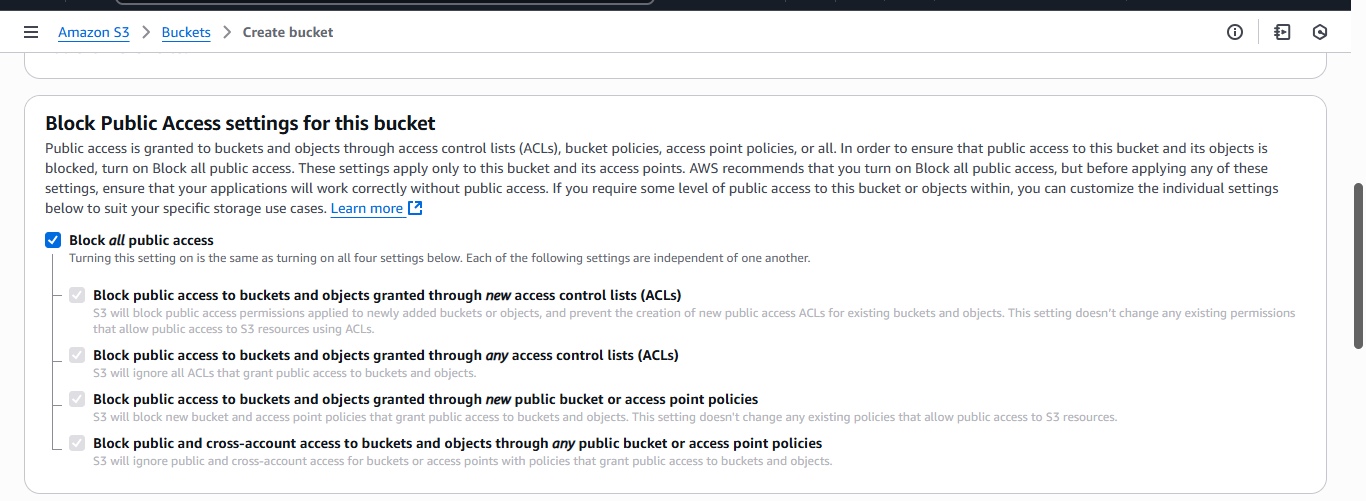 Amazon S3 > Buckets > Create bucket
Block Public Access settings for this bucket
Public access is granted to buckets and objects through access control lists (ACLs), bucket policies, access point policies, or all. In order to ensure that public access to this bucket and its objects is
blocked, turn on Block all public access. These settings apply only to this bucket and its access points. AWS recommends that you turn on Block all public access, but before applying any of these
settings, ensure that your applications will work correctly without public access. If you require some level of public access to this bucket or objects within, you can customize the individual settings
below to suit your specific storage use cases. Learn more
Block all public access
Turning this setting on is the same as turning on all four settings below. Each of the following settings are independent of one another.
Block public access to buckets and objects granted through new access control lists (ACLs)
S3 will block public access permissions applied to newly added buckets or objects, and prevent the creation of new public access ACLs for existing buckets and objects. This setting doesn't change any existing permissions
that allow public access to S3 resources using ACLs.
Block public access to buckets and objects granted through any access control lists (ACLs)
S3 will ignore all ACLs that grant public access to buckets and objects.
Block public access to buckets and objects granted through new public bucket or access point policies
S3 will block new bucket and access point policies that grant public access to buckets and objects. This setting doesn't change any existing policies that allow public access to S3 resources.
Block public and cross-account access to buckets and objects through any public bucket or access point policies
S3 will ignore public and cross-account access for buckets or access points with policies that grant public access to buckets and objects.